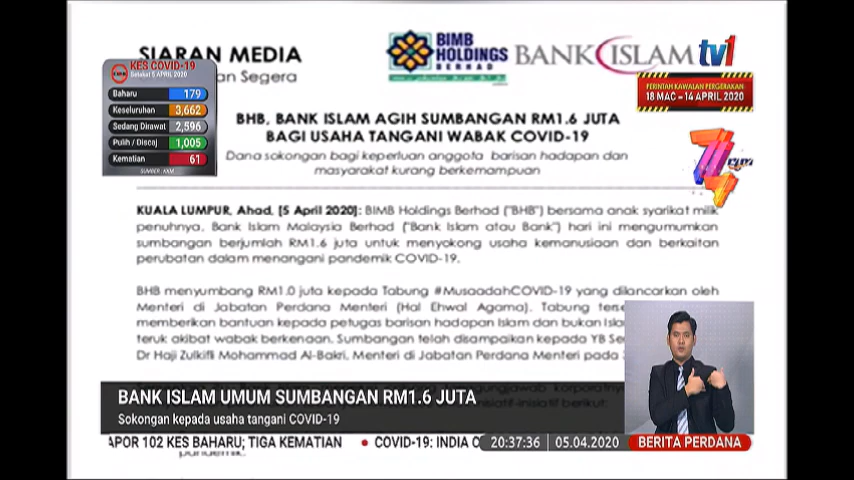 SIARAN MEDIA
an Segera
BIMB
HOLDINGS
BERHAD
BANK ISLAM
tv1
KES COVID-19
Setakat 5 APRIL 2020
Baharu 179
Keseluruhan 3,662
Sedang Dirawat 2,596
Pulih / Discaj 1,005
Kematian 61
SUMBER : KKM
PERINTAH KAWALAN PERGERAKAN
18 MAC - 14 APRIL 2020
BHB, BANK ISLAM AGIH SUMBANGAN RM1.6 JUTA
BAGI USAHA TANGANI WABAK COVID-19
Dana sokongan bagi keperluan anggota barisan hadapan dan
masyarakat kurang berkemampuan
KUALA LUMPUR, Ahad, [5 April 2020]: BIMB Holdings Berhad ("BHB") bersama anak syarikat milik
penuhnya, Bank Islam Malaysia Berhad ("Bank Islam atau Bank") hari ini mengumumkan
sumbangan berjumlah RM1.6 juta untuk menyokong usaha kemanusiaan dan berkaitan
perubatan dalam menangani pandemik COVID-19.
BHB menyumbang RM1.0 juta kepada Tabung #MusaadahCOVID-19 yang dilancarkan oleh
Menteri di Jabatan Perdana Menteri (Hal Ehwal Agama). Tabung terse
memberikan bantuan kepada petugas barisan hadapan Islam dan bukan Isla
teruk akibat wabak berkenaan. Sumbangan telah disampaikan kepada YB Se
Dr Haji Zulkifli Mohammad Al-Bakri, Menteri di Jabatan Perdana Menteri pada
BANK ISLAM UMUM SUMBANGAN RM1.6 JUTA
Sokongan kepada usaha tangani COVID-19
APOR 102 KES BAHARU; TIGA KEMATIAN • COVID-19: INDIA C
20:37:36 05.04.2020 BERITA PERDANA
pandemik.